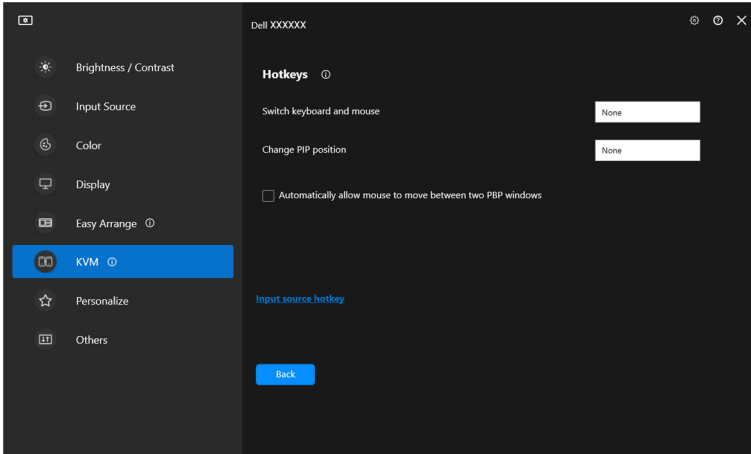 Dell XXXXXX
Brightness / Contrast
Input Source
Color
Display
Easy Arrange
KVM
Personalize
Others
Hotkeys
Switch keyboard and mouse
None
Change PIP position
None
Automatically allow mouse to move between two PBP windows
Input source hotkey
Back